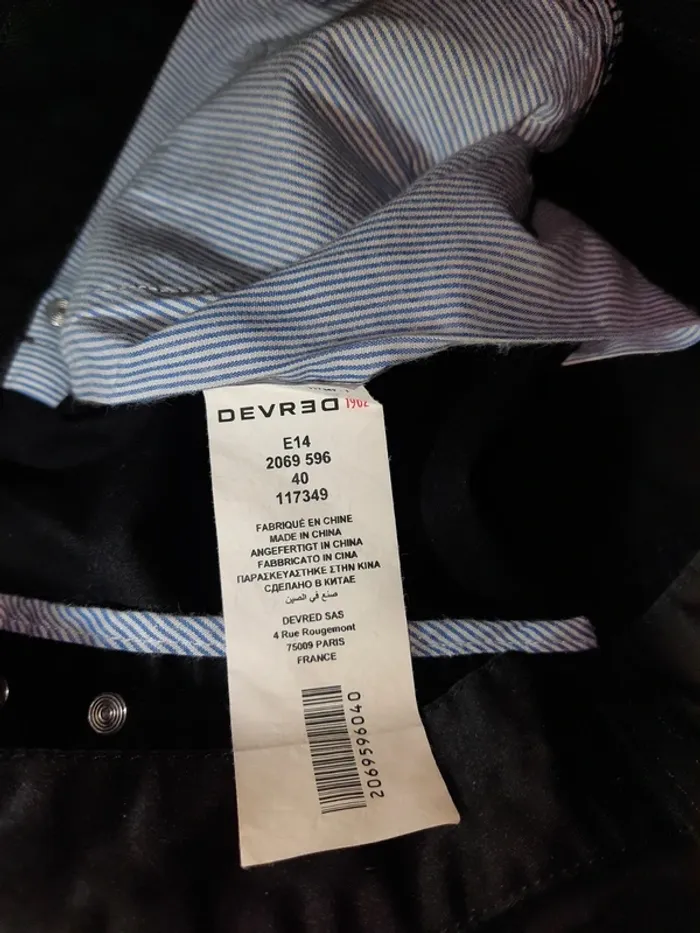 DEVRED 1902
E14
2069 596
40
117349
FABRIQUÉ EN CHINE
MADE IN CHINA
ANGEFERTIGT IN CHINA
FABBRICATO IN CINA
ΠΑΡΑΣΚΕΥΑΣΤΗΚΕ ΣΤΗΝ ΚΙΝΑ
СДЕЛАНО В КИТАЕ
صنع في الصين
DEVRED SAS
4 Rue Rougemont
75009 PARIS
FRANCE
2069596040